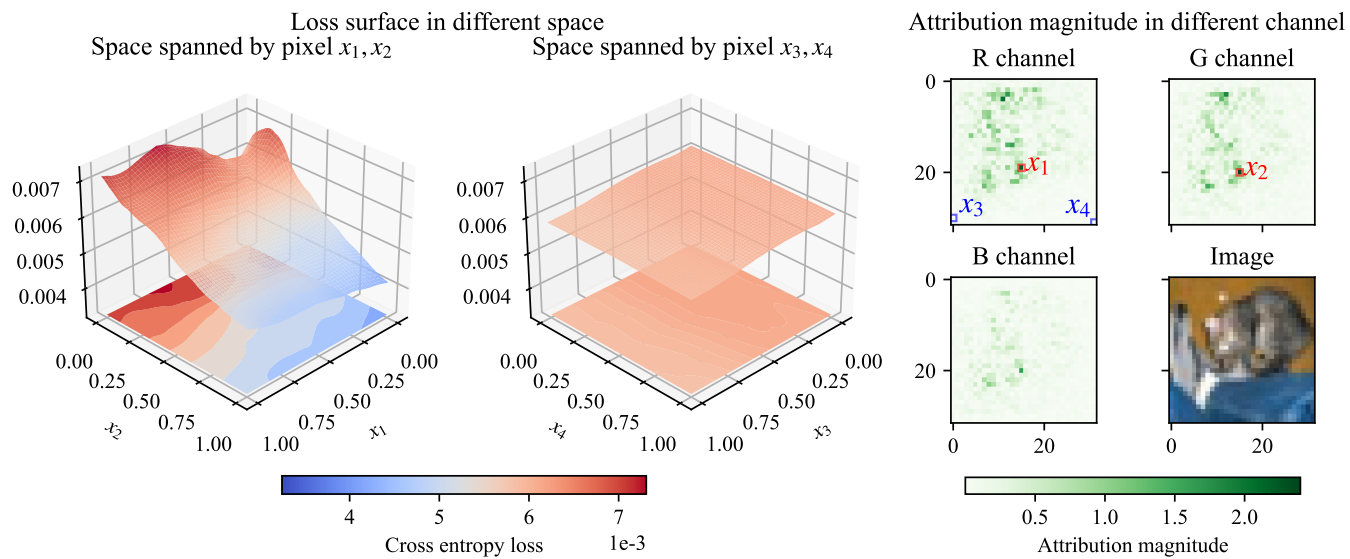 Loss surface in different space
Space spanned by pixel x₁, x₂
Space spanned by pixel x₃, x₄
0.007
0.006
0.005
0.004
0.00
0.25
0.50
0.75
1.00
x₂
1.00
0.75
0.50
0.25
0.00
x₁
0.007
0.006
0.005
0.004
0.00
0.25
0.50
0.75
1.00
x₄
1.00
0.75
0.50
0.25
0.00
x₃
4 5 6 7
Cross entropy loss
1e-3
Attribution magnitude in different channel
R channel
0
20
x₁
x₃
x₄
G channel
x₂
B channel
0
20
0 20
Image
0 20
0.5 1.0 1.5 2.0
Attribution magnitude